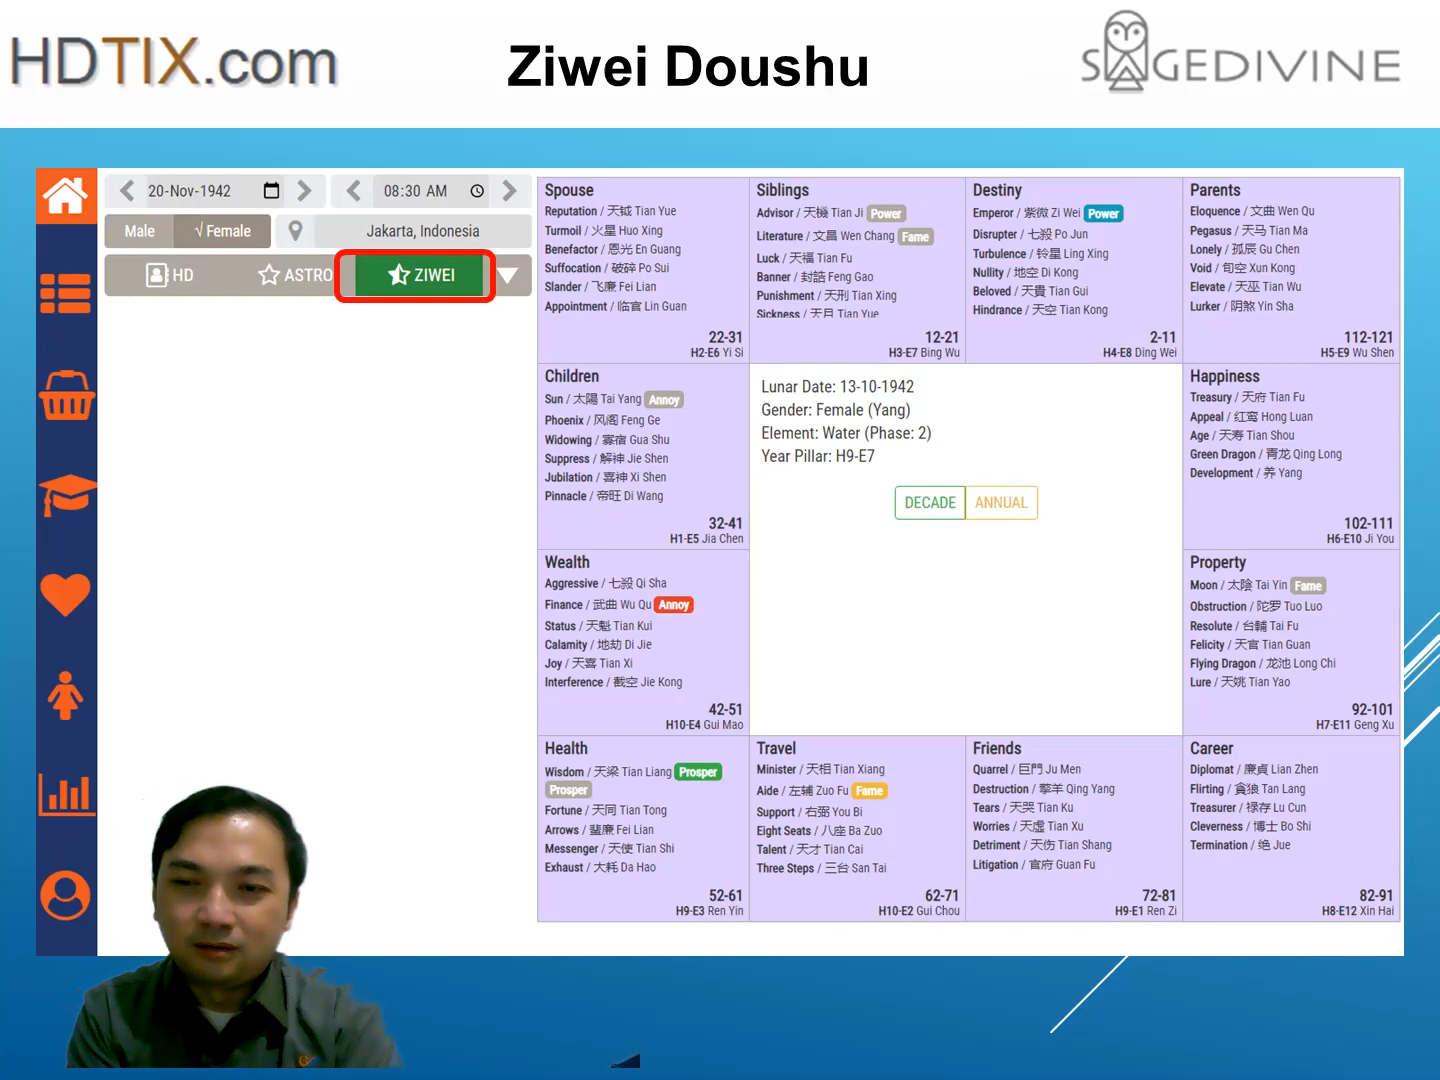 HDTIX.com
Ziwei Doushu
SAGEDIVINE
20-Nov-1942
08:30 AM
Male
√ Female
Jakarta, Indonesia
HD
ASTRO
ZIWEI
Spouse
Reputation / 天钺 Tian Yue
Turmoil / 火星 Huo Xing
Benefactor / 恩光 En Guang
Suffocation / 破碎 Po Sui
Slander / 飞廉 Fei Lian
Appointment / 临官 Lin Guan
22-31
H2-E6 Yi Si
Siblings
Advisor / 天機 Tian Ji Power
Literature / 文昌 Wen Chang Fame
Luck / 天福 Tian Fu
Banner / 封誥 Feng Gao
Punishment / 天刑 Tian Xing
Sickness / 天月 Tian Yue
12-21
H3-E7 Bing Wu
Destiny
Emperor / 紫微 Zi Wei Power
Disrupter / 七殺 Po Jun
Turbulence / 铃星 Ling Xing
Nullity / 地空 Di Kong
Beloved / 天貴 Tian Gui
Hindrance / 天空 Tian Kong
2-11
H4-E8 Ding Wei
Parents
Eloquence / 文曲 Wen Qu
Pegasus / 天马 Tian Ma
Lonely / 孤辰 Gu Chen
Void / 旬空 Xun Kong
Elevate / 天巫 Tian Wu
Lurker / 阴煞 Yin Sha
112-121
H5-E9 Wu Shen
Children
Sun / 太陽 Tai Yang Annoy
Phoenix / 风阁 Feng Ge
Widowing / 寡宿 Gua Shu
Suppress / 解神 Jie Shen
Jubilation / 喜神 Xi Shen
Pinnacle / 帝旺 Di Wang
32-41
H1-E5 Jia Chen
Lunar Date: 13-10-1942
Gender: Female (Yang)
Element: Water (Phase: 2)
Year Pillar: H9-E7
DECADE
ANNUAL
Happiness
Treasury / 天府 Tian Fu
Appeal / 红鸾 Hong Luan
Age / 天寿 Tian Shou
Green Dragon / 青龙 Qing Long
Development / 养 Yang
102-111
H6-E10 Ji You
Wealth
Aggressive / 七殺 Qi Sha
Finance / 武曲 Wu Qu Annoy
Status / 天魁 Tian Kui
Calamity / 地劫 Di Jie
Joy / 天喜 Tian Xi
Interference / 截空 Jie Kong
42-51
H10-E4 Gui Mao
Property
Moon / 太陰 Tai Yin Fame
Obstruction / 陀罗 Tuo Luo
Resolute / 台輔 Tai Fu
Felicity / 天官 Tian Guan
Flying Dragon / 龙池 Long Chi
Lure / 天姚 Tian Yao
92-101
H7-E11 Geng Xu
Health
Wisdom / 天梁 Tian Liang Prosper
Prosper
Fortune / 天同 Tian Tong
Arrows / 蜚廉 Fei Lian
Messenger / 天使 Tian Shi
Exhaust / 大耗 Da Hao
52-61
H9-E3 Ren Yin
Travel
Minister / 天相 Tian Xiang
Aide / 左辅 Zuo Fu Fame
Support / 右弼 You Bi
Eight Seats / 八座 Ba Zuo
Talent / 天才 Tian Cai
Three Steps / 三台 San Tai
62-71
H10-E2 Gui Chou
Friends
Quarrel / 巨門 Ju Men
Destruction / 擎羊 Qing Yang
Tears / 天哭 Tian Ku
Worries / 天虚 Tian Xu
Detriment / 天伤 Tian Shang
Litigation / 官府 Guan Fu
72-81
H9-E1 Ren Zi
Career
Diplomat / 廉貞 Lian Zhen
Flirting / 貪狼 Tan Lang
Treasurer / 禄存 Lu Cun
Cleverness / 博士 Bo Shi
Termination / 绝 Jue
82-91
H8-E12 Xin Hai